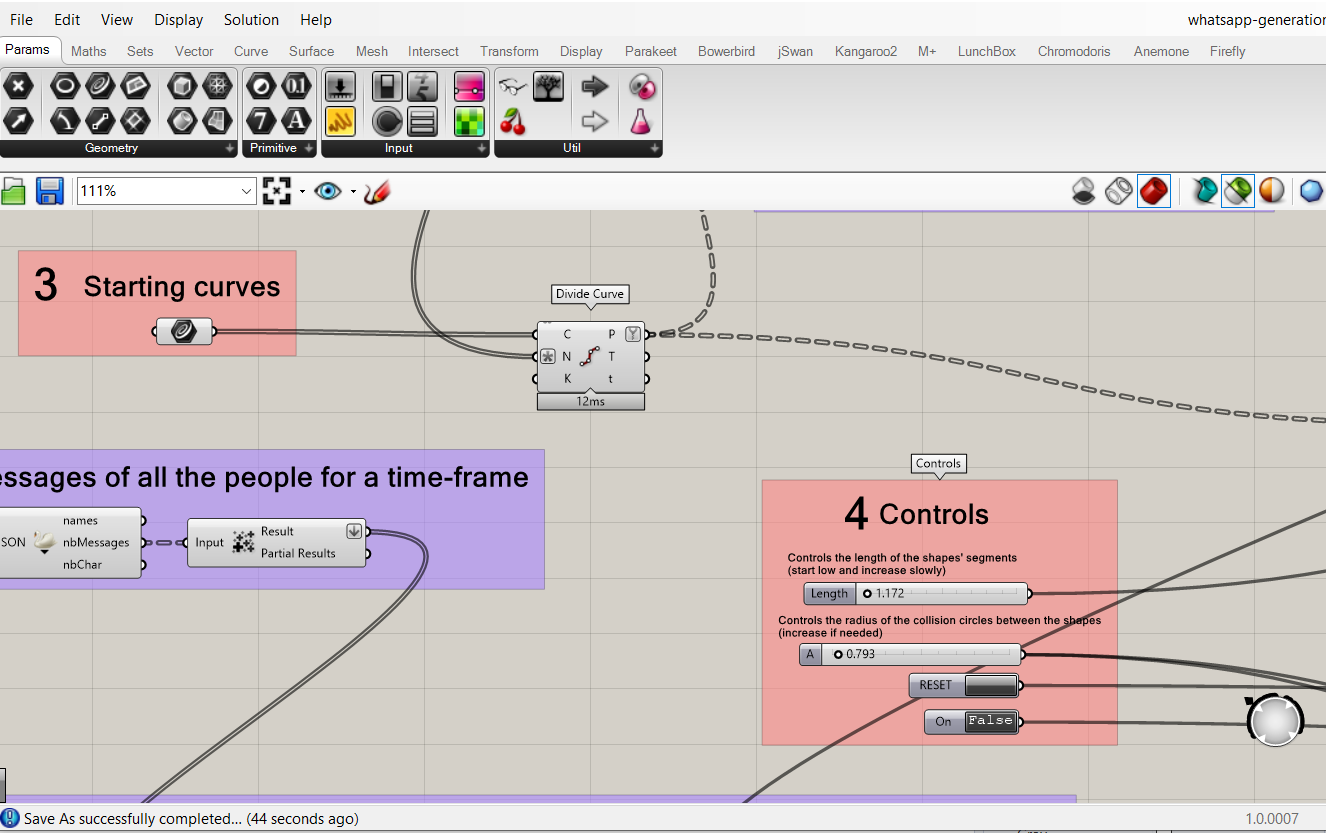 File Edit View Display Solution Help whatsapp-generation
Params Maths Sets Vector Curve Surface Mesh Intersect Transform Display Parakeet Bowerbird jSwan Kangaroo2 M+ LunchBox Chromodoris Anemone Firefly
0.1
7 A
Geometry Primitive Input Util
111%
3 Starting curves
Divide Curve
C P
N T
K t
12ms
essages of all the people for a time-frame
names
SON nbMessages
nbChar
Input Result
Partial Results
Controls
4 Controls
Controls the length of the shapes' segments
(start low and increase slowly)
Length 1.172
Controls the radius of the collision circles between the shapes
(increase if needed)
A 0.793
RESET
On False
Save As successfully completed... (44 seconds ago) 1.0.0007